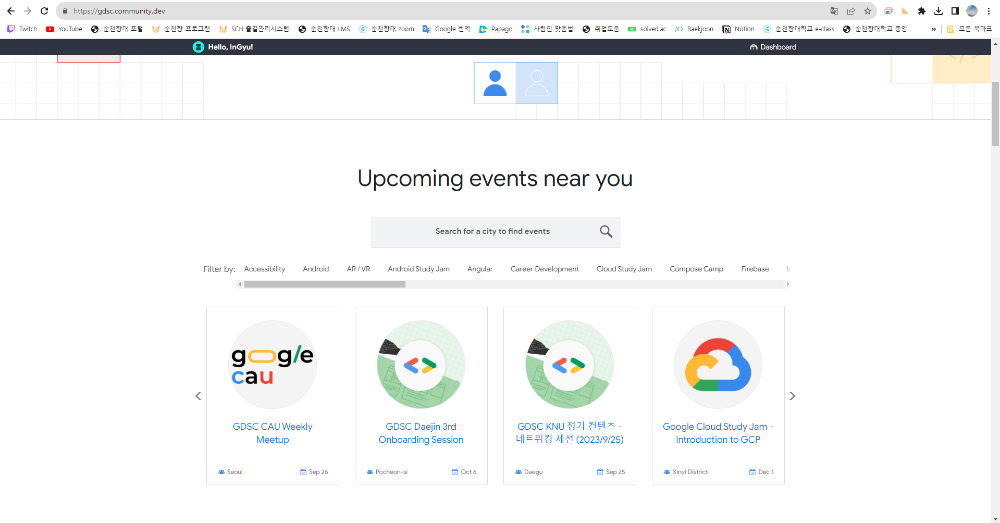 https://gdsc.community.dev
Twitch YouTube 순천향대 포털 순천향 프로그램 SCH 출결관리시스템 순천향대 LMS 순천향대 zoom Google 번역 Papago 사람인 맞춤법 취업도움 solved.ac Baekjoon Notion 순천향대학교 e-class 순천향대학교 중앙... » 모든 북마크
Hello, InGyu! Dashboard
Upcoming events near you
Search for a city to find events
Filter by: Accessibility Android AR / VR Android Study Jam Angular Career Development Cloud Study Jam Compose Camp Firebase
google
cau
GDSC CAU Weekly
Meetup
Seoul Sep 26
GDSC Daejin 3rd
Onboarding Session
Pocheon-si Oct 6
GDSC KNU 정기 컨텐츠 -
네트워킹 세션 (2023/9/25)
Daegu Sep 25
Google Cloud Study Jam -
Introduction to GCP
Xinyi District Dec 1